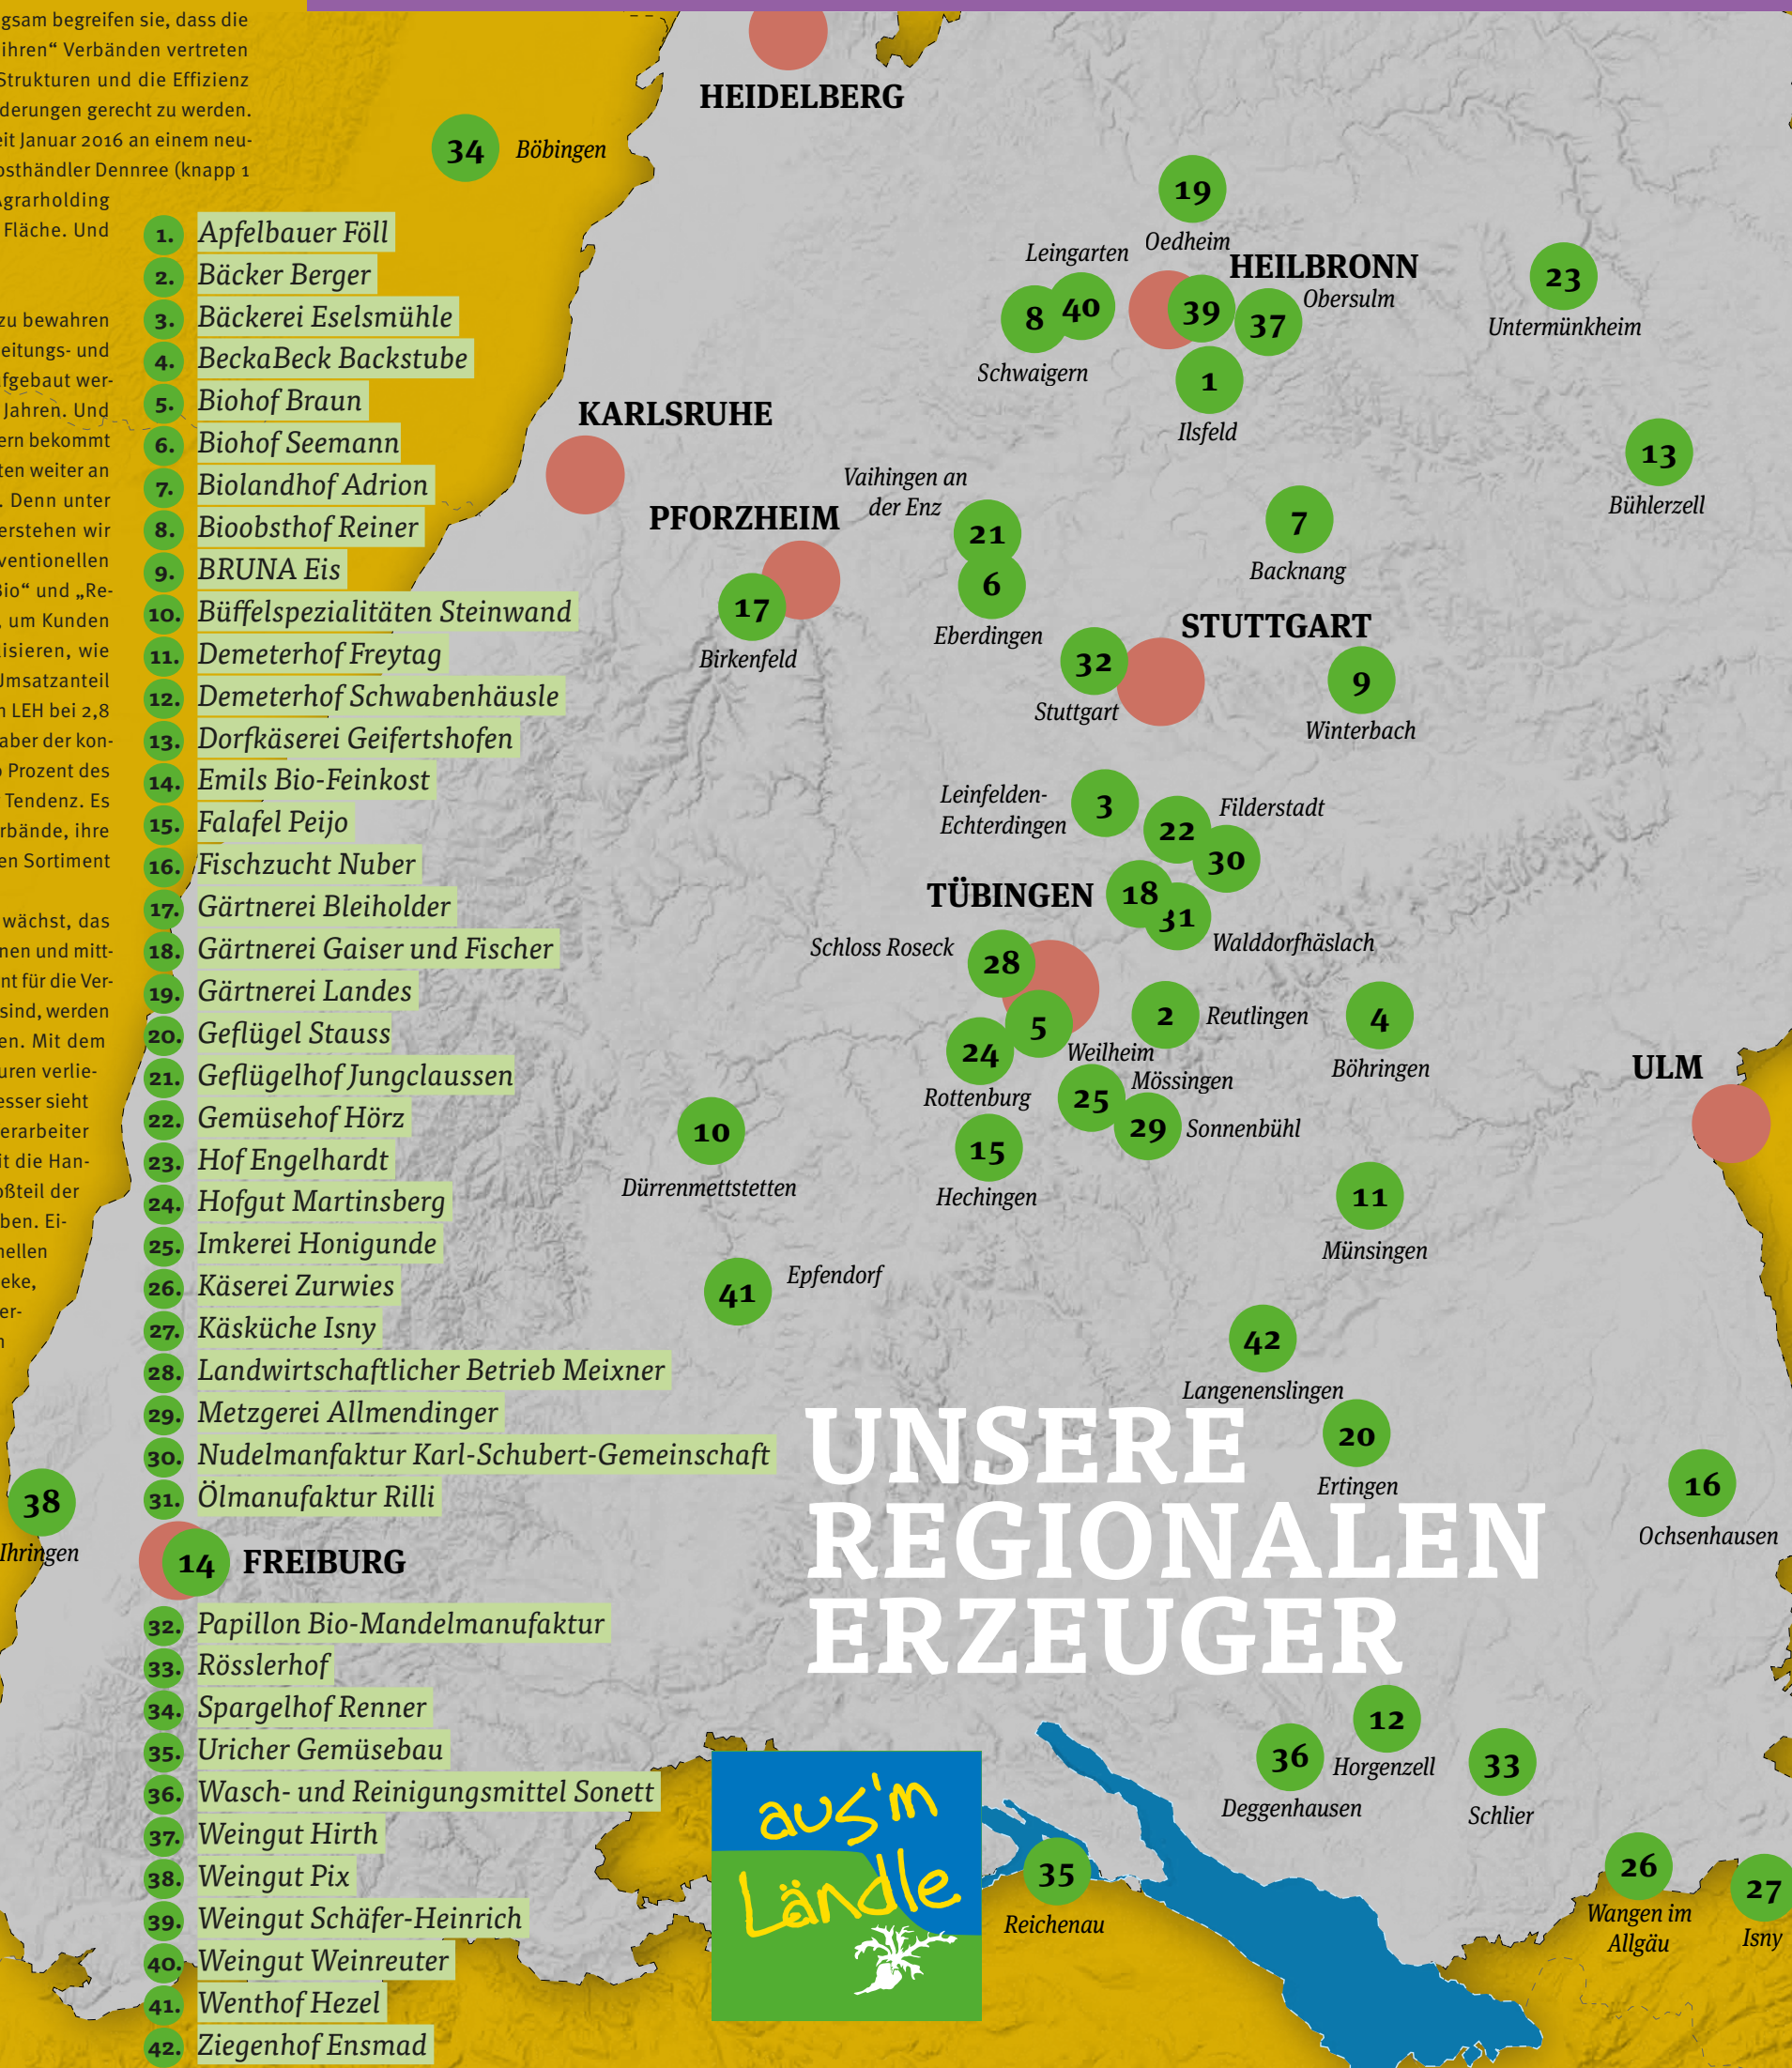 gsam begreifen sie, dass die
ihren“ Verbänden vertreten
Strukturen und die Effizienz
derungen gerecht zu werden.
eit Januar 2016 an einem neu-
osthändler Dennree (knapp 1
Agrarholding
Fläche. Und
zu bewahren
eitungs- und
fgebaut wer-
Jahren. Und
ern bekommt
ten weiter an
. Denn unter
erstehen wir
ventionellen
Bio“ und „Re-
, um Kunden
isieren, wie
Umsatzanteil
n LEH bei 2,8
aber der kon-
Prozent des
Tendenz. Es
rbände, ihre
en Sortiment
wächst, das
nen und mitt-
nt für die Ver-
sind, werden
en. Mit dem
uren verlie-
esser sieht
erarbeiter
it die Han-
oßteil der
ben. Ei-
nellen
eke,
er-
n
1. Apfelbauer Föll
2. Bäcker Berger
3. Bäckerei Eselsmühle
4. BeckaBeck Backstube
5. Biohof Braun
6. Biohof Seemann
7. Biolandhof Adrion
8. Bioobsthof Reiner
9. BRUNA Eis
10. Büffelspezialitäten Steinwand
11. Demeterhof Freytag
12. Demeterhof Schwabenhäusle
13. Dorfkäserei Geifertshofen
14. Emils Bio-Feinkost
15. Falafel Peijo
16. Fischzucht Nuber
17. Gärtnerei Bleiholder
18. Gärtnerei Gaiser und Fischer
19. Gärtnerei Landes
20. Geflügel Stauss
21. Geflügelhof Jungclaussen
22. Gemüsehof Hörz
23. Hof Engelhardt
24. Hofgut Martinsberg
25. Imkerei Honigunde
26. Käserei Zurwies
27. Käsküche Isny
28. Landwirtschaftlicher Betrieb Meixner
29. Metzgerei Allmendinger
30. Nudelmanfaktur Karl-Schubert-Gemeinschaft
31. Ölmanufaktur Rilli
38
Ihringen
14 FREIBURG
32. Papillon Bio-Mandelmanufaktur
33. Rösslerhof
34. Spargelhof Renner
35. Uricher Gemüsebau
36. Wasch- und Reinigungsmittel Sonett
37. Weingut Hirth
38. Weingut Pix
39. Weingut Schäfer-Heinrich
40. Weingut Weinreuter
41. Wenthof Hezel
42. Ziegenhof Ensmad
HEIDELBERG
34 Böbingen
19
Oedheim
Leingarten
HEILBRONN
8 40 39 37
Obersulm
Schwaigern
1
Ilsfeld
23
Untermünkheim
KARLSRUHE
13
Bühlerzell
Vaihingen an
der Enz
PFORZHEIM
21
6
Eberdingen
17
Birkenfeld
7
Backnang
STUTTGART
32
Stuttgart
9
Winterbach
Leinfelden-
Echterdingen
3
22
Filderstadt
30
TÜBINGEN
18
31
Walddorfhäslach
Schloss Roseck
28
5
Weilheim
2 Reutlingen
4
Böhringen
ULM
24
Rottenburg
25
Mössingen
29 Sonnenbühl
10
Dürrenmettstetten
15
Hechingen
11
Münsingen
41
Epfendorf
42
Langenenslingen
20
Ertingen
16
Ochsenhausen
UNSERE
REGIONALEN
ERZEUGER
12
Horgenzell
36
Deggenhausen
33
Schlier
aus'm
Ländle
35
Reichenau
26
Wangen im
Allgäu
27
Isny